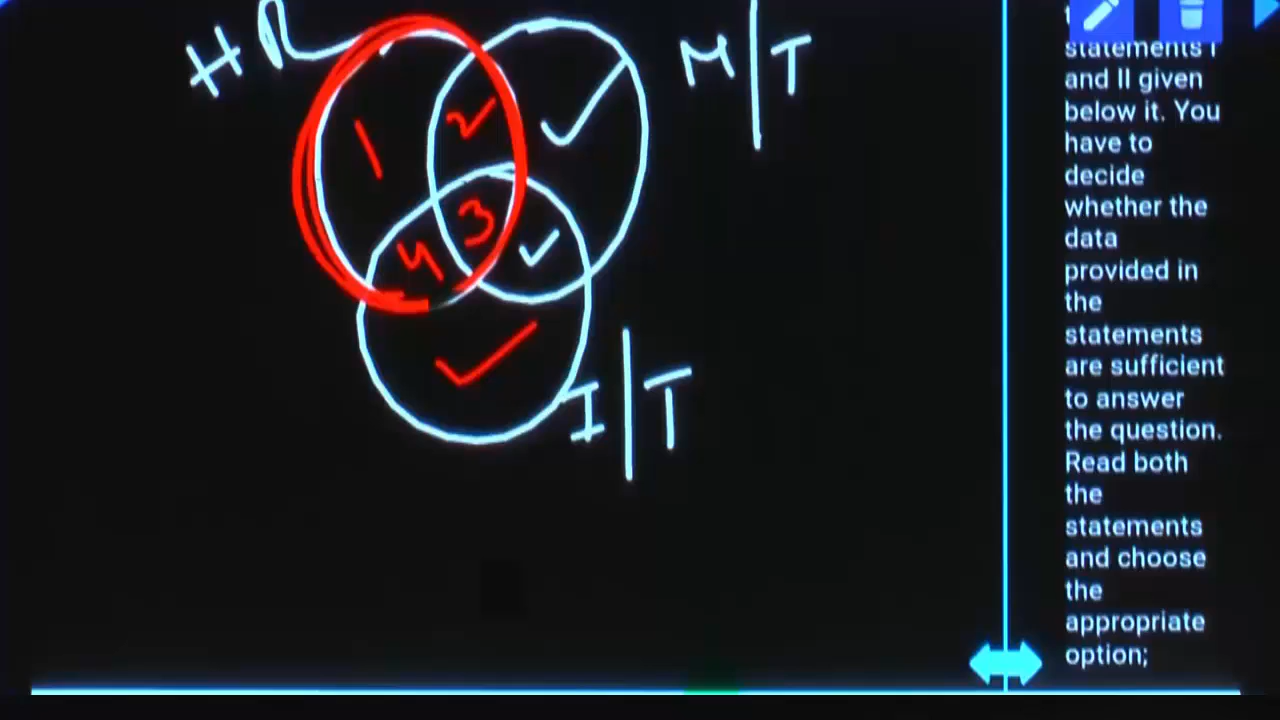 HR
M/T
1
2
3
4
I/T
statements I
and II given
below it. You
have to
decide
whether the
data
provided in
the
statements
are sufficient
to answer
the question.
Read both
the
statements
and choose
the
appropriate
option;